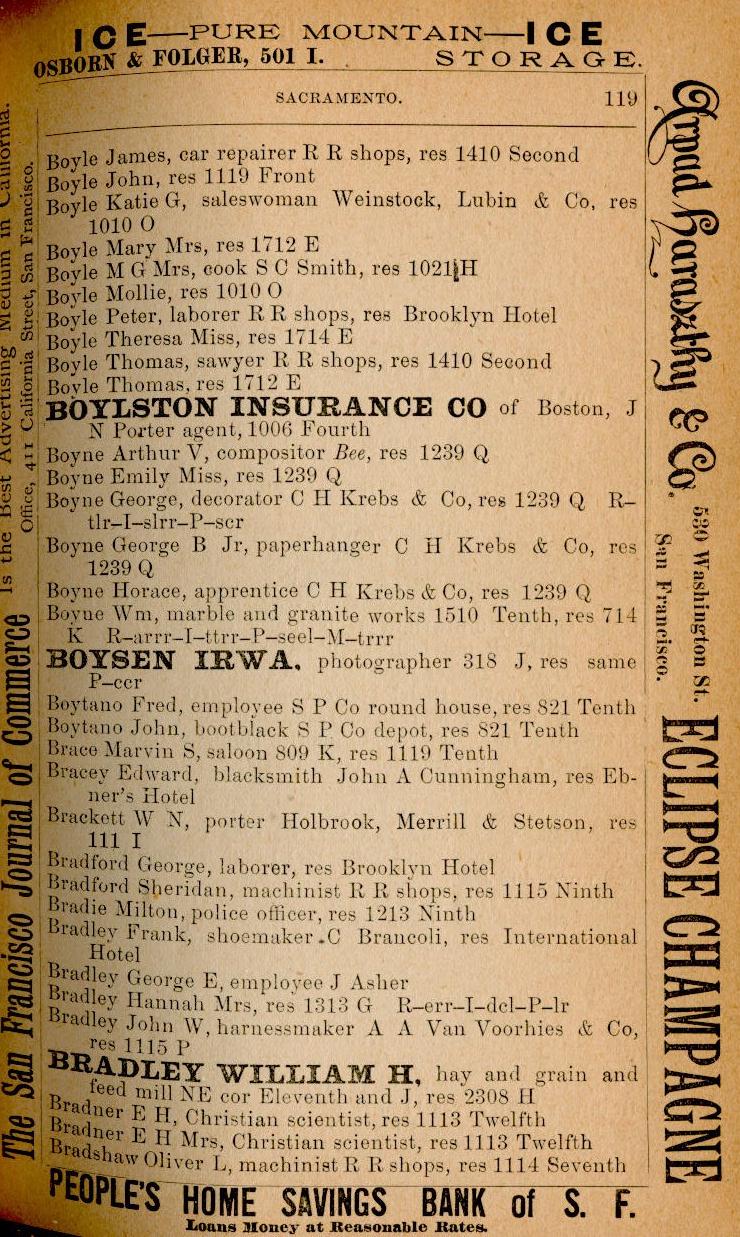 ICE—PURE MOUNTAIN—ICE
OSBORN & FOLGER, 501 I. STORAGE.
SACRAMENTO. 119
Boyle James, car repairer R R shops, res 1410 Second
Boyle John, res 1119 Front
Boyle Katie G, saleswoman Weinstock, Lubin & Co, res
1010 O
Boyle Mary Mrs, res 1712 E
Boyle M G Mrs, cook S C Smith, res 1021½H
Boyle Mollie, res 1010 O
Boyle Peter, laborer R R shops, res Brooklyn Hotel
Boyle Theresa Miss, res 1714 E
Boyle Thomas, sawyer R R shops, res 1410 Second
Boyle Thomas, res 1712 E
BOYLSTON INSURANCE CO of Boston, J
N Porter agent, 1006 Fourth
Boyne Arthur V, compositor Bee, res 1239 Q
Boyne Emily Miss, res 1239 Q
Boyne George, decorator C H Krebs & Co, res 1239 Q R–
tlr–I–slrr–P–scr
Boyne George B Jr, paperhanger C H Krebs & Co, res
1239 Q
Boyne Horace, apprentice C H Krebs & Co, res 1239 Q
Boyne Wm, marble and granite works 1510 Tenth, res 714
K R–arrr–I–ttrr–P–seel–M–trrr
BOYSEN IRWA, photographer 318 J, res same
P–ccr
Boytano Fred, employee S P Co round house, res 821 Tenth
Boytano John, bootblack S P Co depot, res 821 Tenth
Brace Marvin S, saloon 809 K, res 1119 Tenth
Bracey Edward, blacksmith John A Cunningham, res Eb-
ner's Hotel
Brackett W N, porter Holbrook, Merrill & Stetson, res
111 I
Bradford George, laborer, res Brooklyn Hotel
Bradford Sheridan, machinist R R shops, res 1115 Ninth
Bradie Milton, police officer, res 1213 Ninth
Bradley Frank, shoemaker C Brancoli, res International
Hotel
Bradley George E, employee J Asher
Bradley Hannah Mrs, res 1313 G R–err–I–dcl–P–lr
Bradley John W, harnessmaker A A Van Voorhies & Co,
res 1115 P
BRADLEY WILLIAM H, hay and grain and
feed mill NE cor Eleventh and J, res 2308 H
Bradner E H, Christian scientist, res 1113 Twelfth
Bradner E H Mrs, Christian scientist, res 1113 Twelfth
Bradshaw Oliver L, machinist R R shops, res 1114 Seventh
PEOPLE'S HOME SAVINGS BANK of S. F.
Loans Money at Reasonable Rates.
The San Francisco Journal of Commerce Is the Best Advertising Medium in California.
Office, 411 California Street, San Francisco.
Arpad Haraszthy & Co. 530 Washington St. San Francisco. ECLIPSE CHAMPAGNE